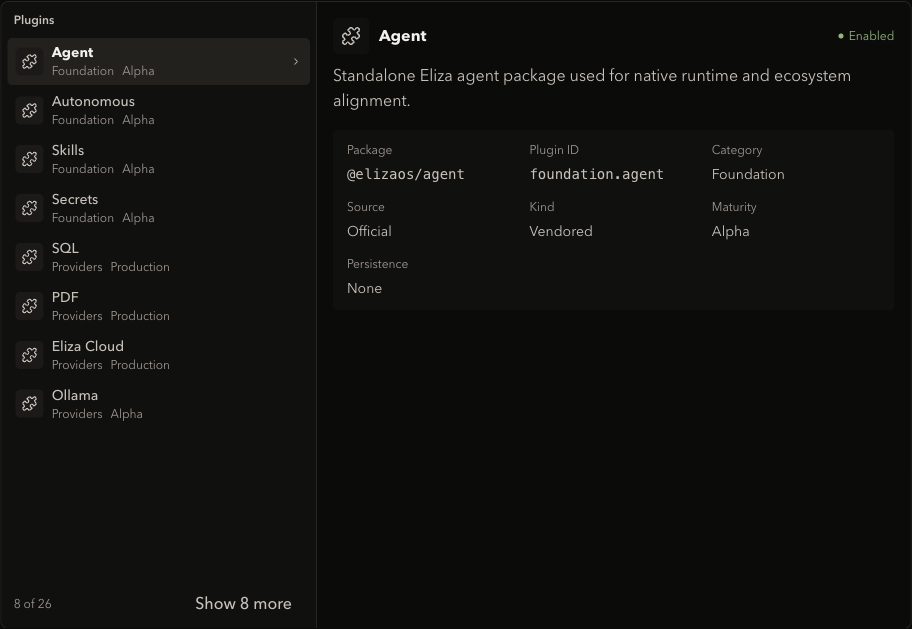 Plugins
Agent
Foundation Alpha
Autonomous
Foundation Alpha
Skills
Foundation Alpha
Secrets
Foundation Alpha
SQL
Providers Production
PDF
Providers Production
Eliza Cloud
Providers Production
Ollama
Providers Alpha
8 of 26
Show 8 more
Agent
Enabled
Standalone Eliza agent package used for native runtime and ecosystem
alignment.
Package Plugin ID Category
@elizaos/agent foundation.agent Foundation
Source Kind Maturity
Official Vendored Alpha
Persistence
None